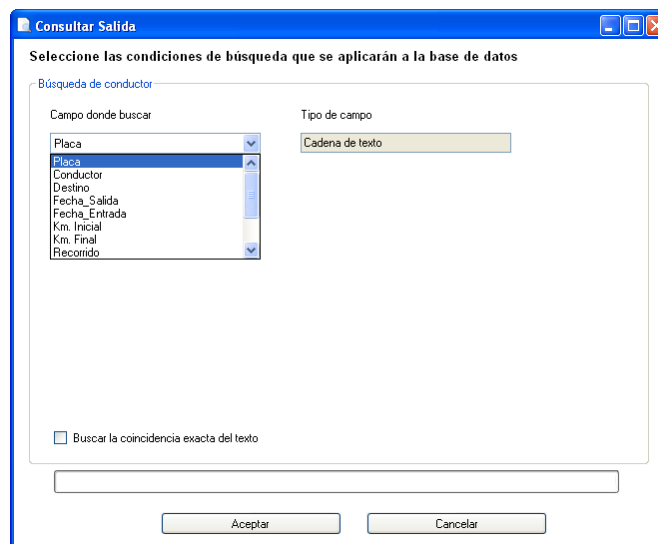 Consultar Salida
Seleccione las condiciones de búsqueda que se aplicarán a la base de datos
Búsqueda de conductor
Campo donde buscar
Tipo de campo
Placa
Cadena de texto
Placa
Conductor
Destino
Fecha_Salida
Fecha_Entrada
Km. Inicial
Km. Final
Recorrido
Buscar la coincidencia exacta del texto
Aceptar
Cancelar